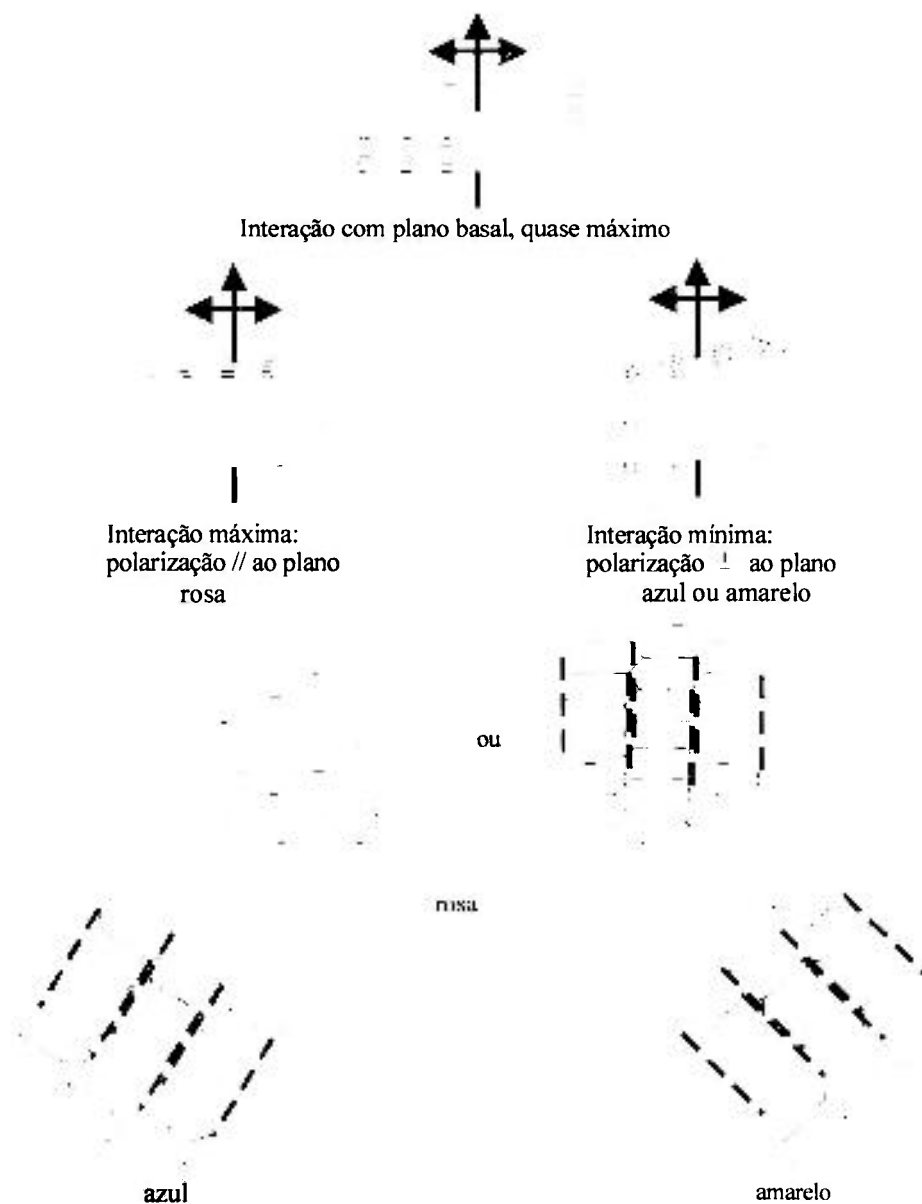 Interação com plano basal, quase máximo
Interação máxima:
polarização // ao plano
rosa
Interação mínima:
polarização ⊥ ao plano
azul ou amarelo
ou
rosa
azul
amarelo